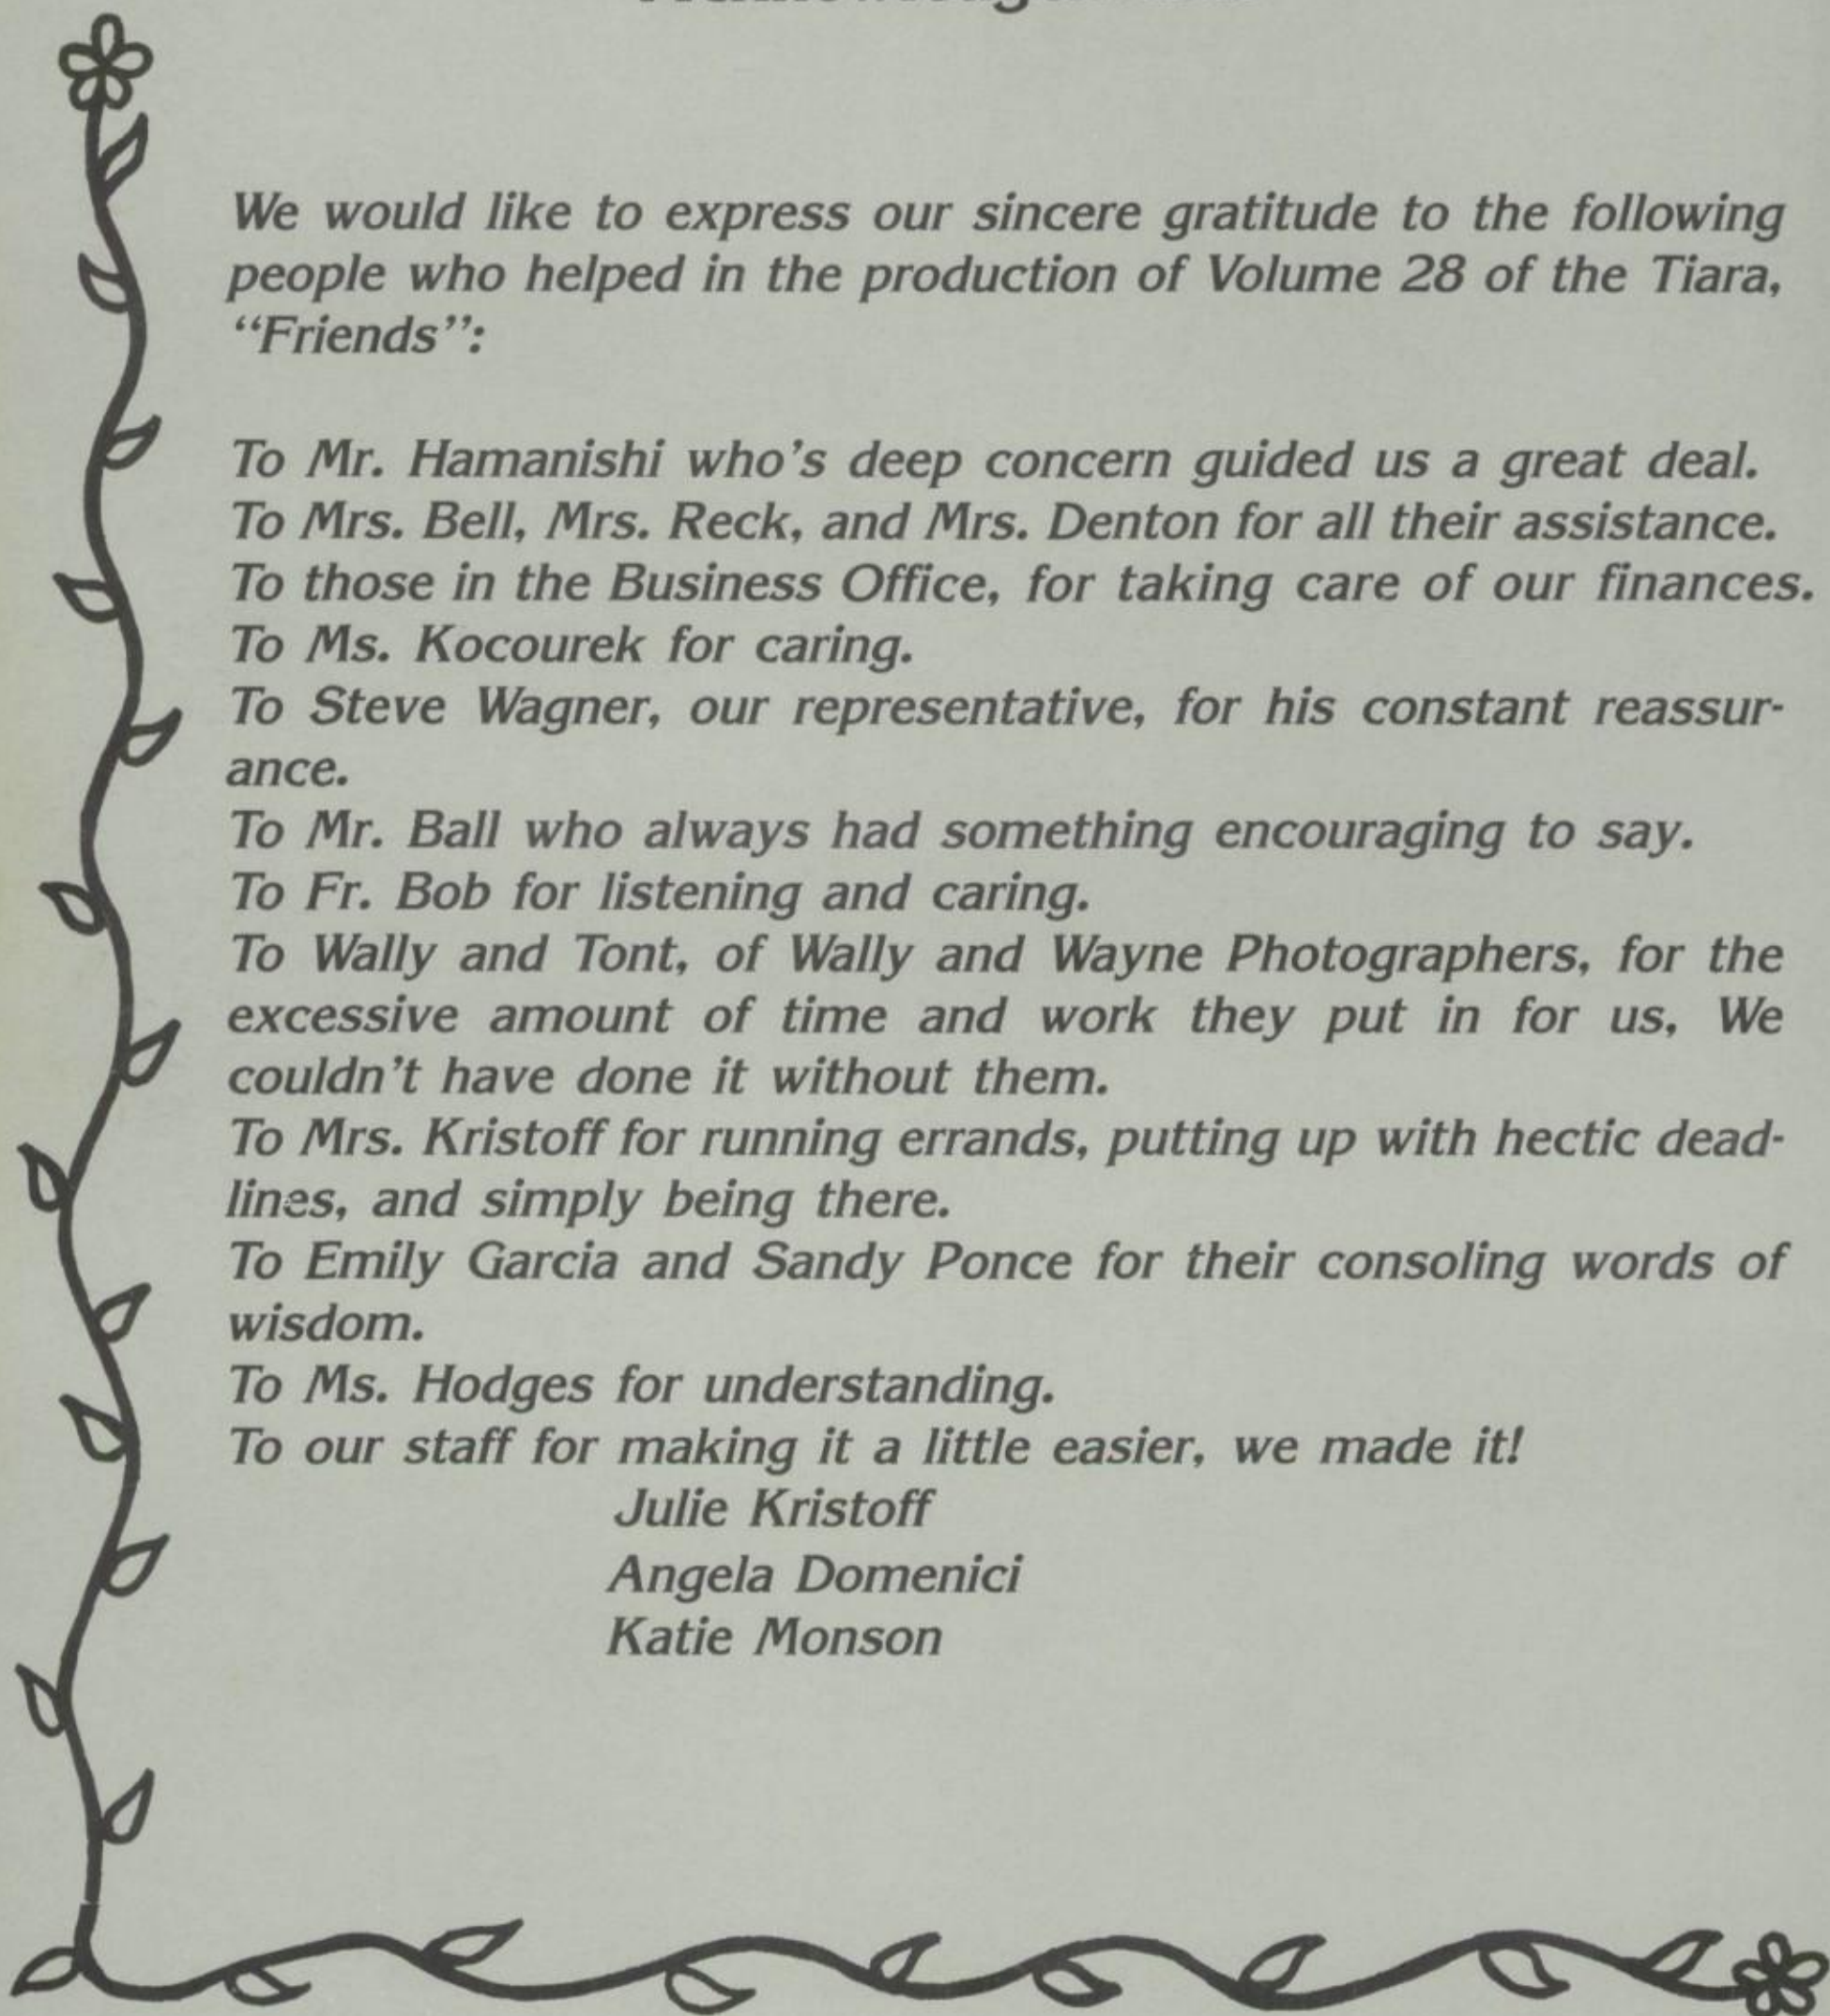 We would like to express our sincere gratitude to the following
people who helped in the production of Volume 28 of the Tiara,
“Friends”:
To Mr. Hamanishi who's deep concern guided us a great deal.
To Mrs. Bell, Mrs. Reck, and Mrs. Denton for all their assistance.
To those in the Business Office, for taking care of our finances.
To Ms. Kocourek for caring.
To Steve Wagner, our representative, for his constant reassur-
ance.
To Mr. Ball who always had something encouraging to say.
To Fr. Bob for listening and caring.
To Wally and Tont, of Wally and Wayne Photographers, for the
excessive amount of time and work they put in for us, We
couldn't have done it without them.
To Mrs. Kristoff for running errands, putting up with hectic dead-
lines, and simply being there.
To Emily Garcia and Sandy Ponce for their consoling words of
wisdom.
To Ms. Hodges for understanding.
To our staff for making it a little easier, we made it!
Julie Kristoff
Angela Domenici
Katie Monson